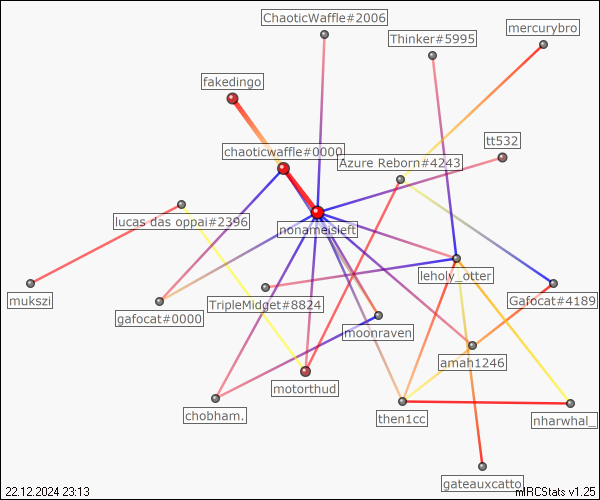 ChaoticWaffle#2006
mercurybro
Thinker#5995
fakedingo
tt532
chaoticwaffle#0000
Azure Reborn#4243
lucas das oppai#2396
nonameisleft
leholy_otter
mukszi
TripleMidget#8824
Gafocat#4189
gafocat#0000
moonraven
amah1246
motorthud
chobham.
then1cc
nharwhal_
gateauxcatto
22.12.2024 23:13
mIRCStats v1.25